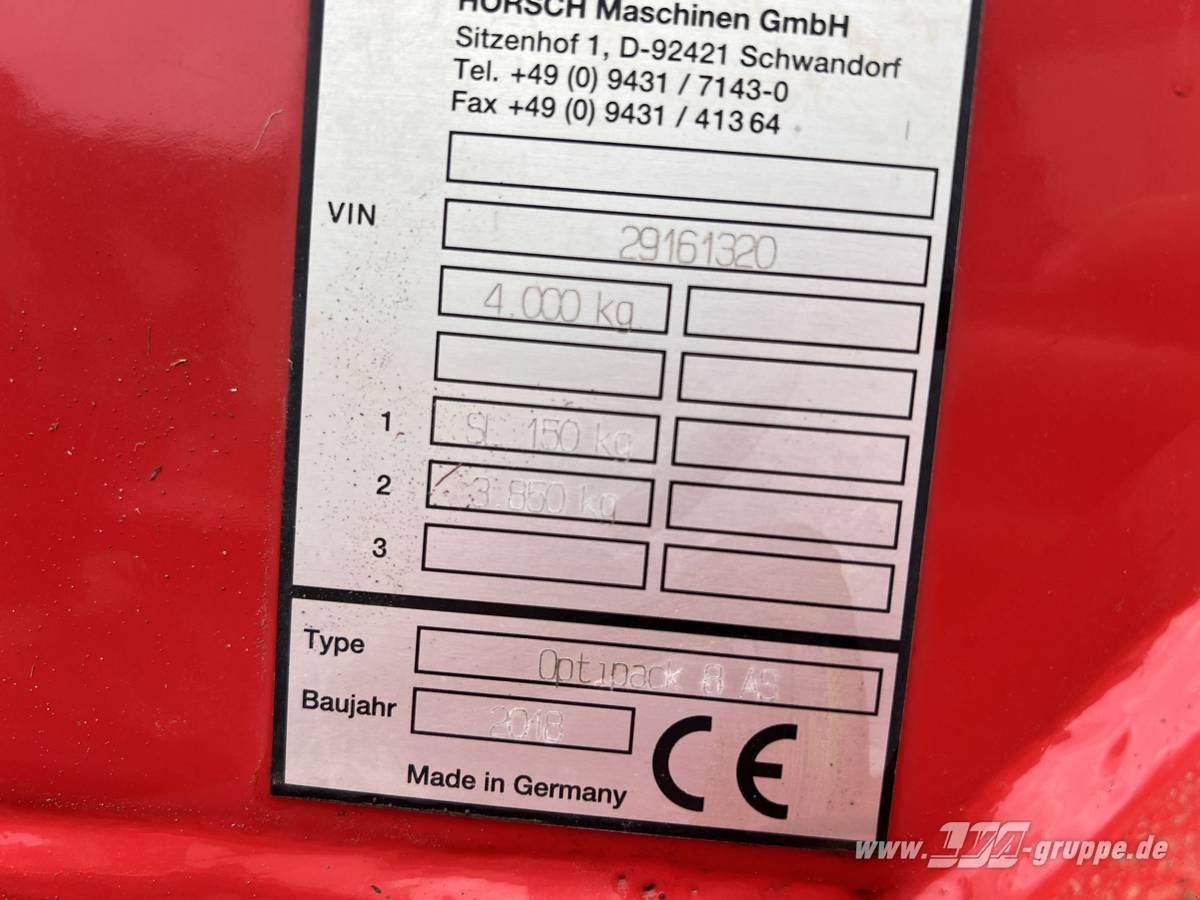 HORSCH Maschinen GmbH
Sitzenhof 1, D-92421 Schwandorf
Tel. +49 (0) 9431 / 7143-0
Fax +49 (0) 9431 / 41364
VIN 29161320
4.000 kg
1 SL 150 kg
2 3.850 kg
3
Type Optipack 8 AS
Baujahr 2018
CE
Made in Germany
www.LVA-gruppe.de